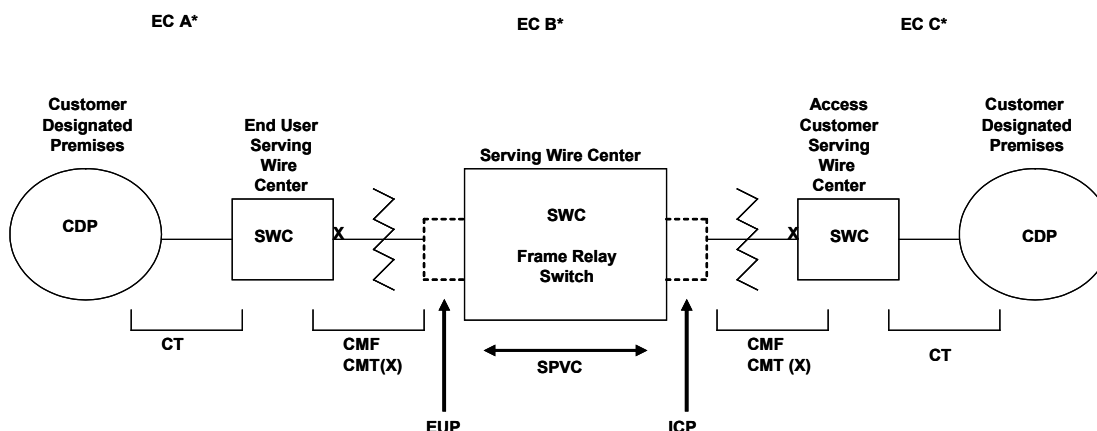 EC A*
EC B*
EC C*
Customer
Designated
Premises
End User
Serving
Wire
Center
Serving Wire Center
Access
Customer
Serving
Wire
Center
Customer
Designated
Premises
CDP
SWC
X
SWC
Frame Relay
Switch
X
SWC
CDP
CT
CMF
CMT(X)
SPVC
CMF
CMT (X)
CT
EUP
ICP